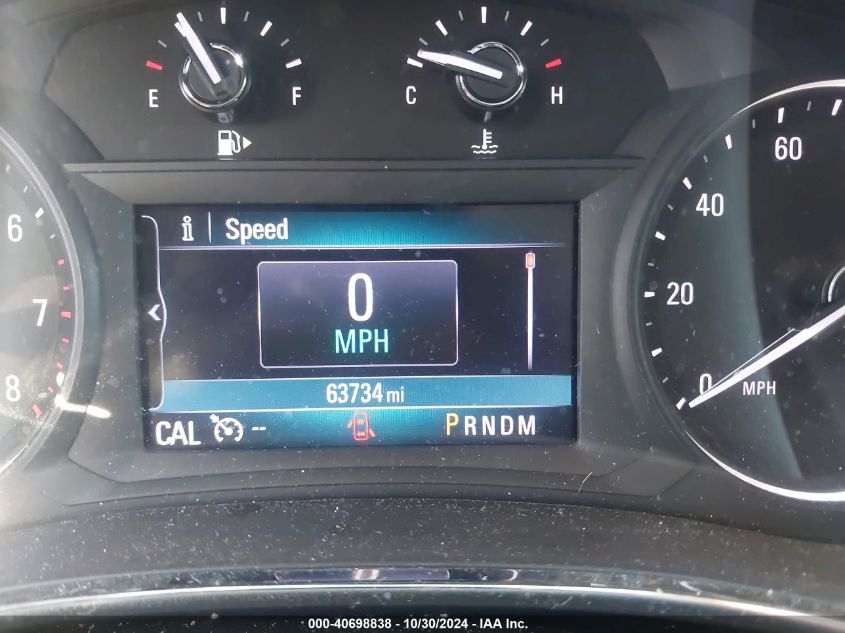 E F
C H
60
40
20
0 MPH
6
7
8
i Speed
0
MPH
63734 mi
CAL -- PRNDM
000-40698838 - 10/30/2024 - IAA Inc.